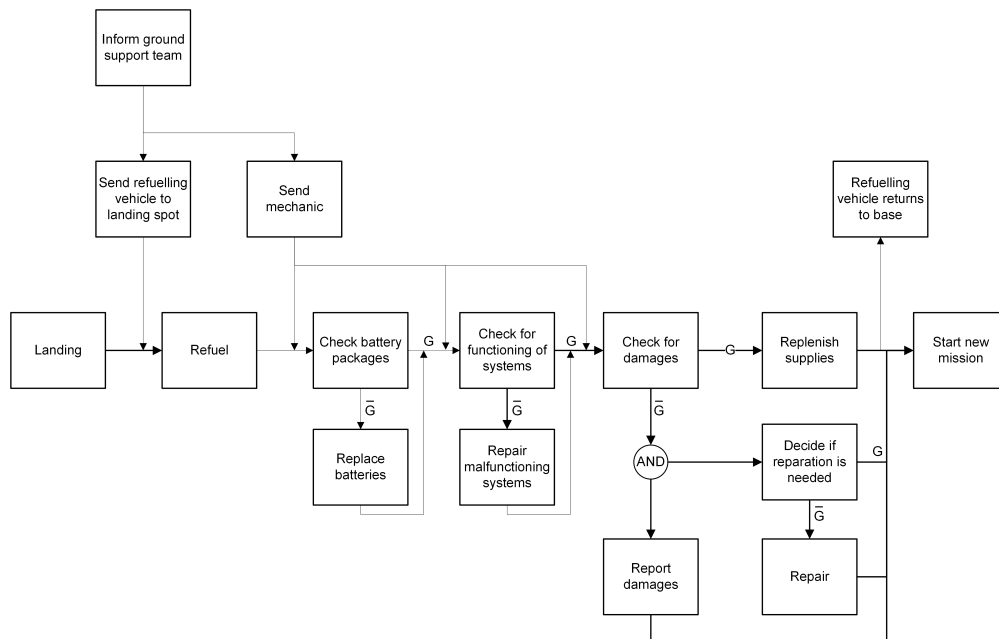 Inform ground
support team
Send refuelling
vehicle to
landing spot
Send
mechanic
Refuelling
vehicle returns
to base
Landing
Refuel
Check battery
packages
G
Check for
functioning of
systems
G
Check for
damages
G
Replenish
supplies
Start new
mission
G̅
G̅
G̅
Replace
batteries
Repair
malfunctioning
systems
AND
Decide if
reparation is
needed
G
G̅
Report
damages
Repair